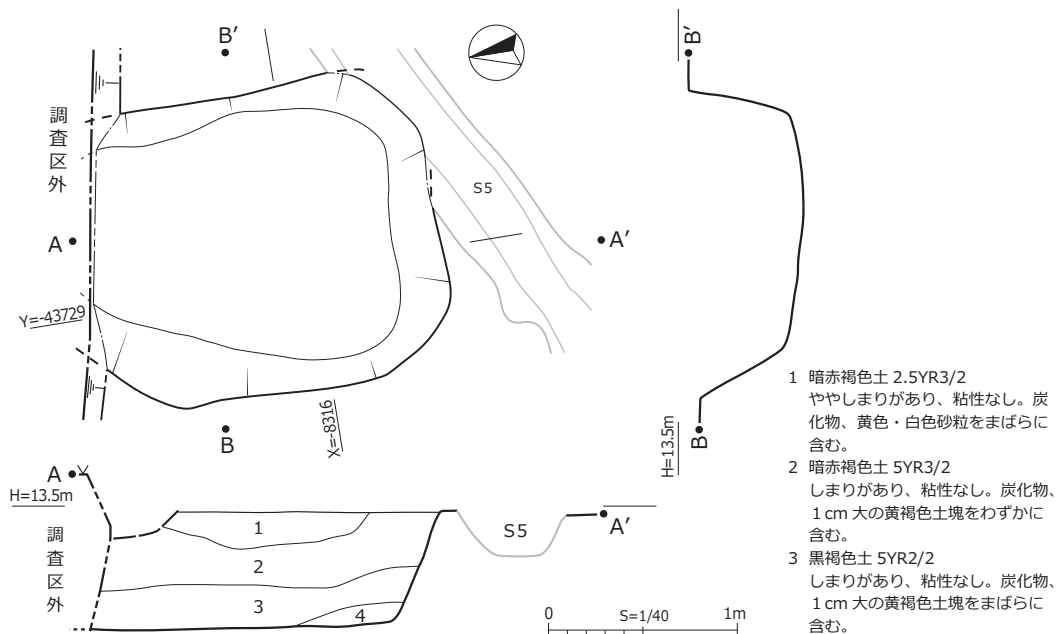 B′
B′
調査区外
S5
A
A′
Y=-43729
X=-8316
B
B
H=13.5m
A
H=13.5m
調査区外
1
2
3
4
S5
A′
0
S=1/40
1m
1 暗赤褐色土 2.5YR3/2
ややしまりがあり、粘性なし。炭
化物、黄色・白色砂粒をまばらに
含む。
2 暗赤褐色土 5YR3/2
しまりがあり、粘性なし。炭化物、
1cm 大の黄褐色土塊をわずかに
含む。
3 黒褐色土 5YR2/2
しまりがあり、粘性なし。炭化物、
1cm 大の黄褐色土塊をまばらに
含む。